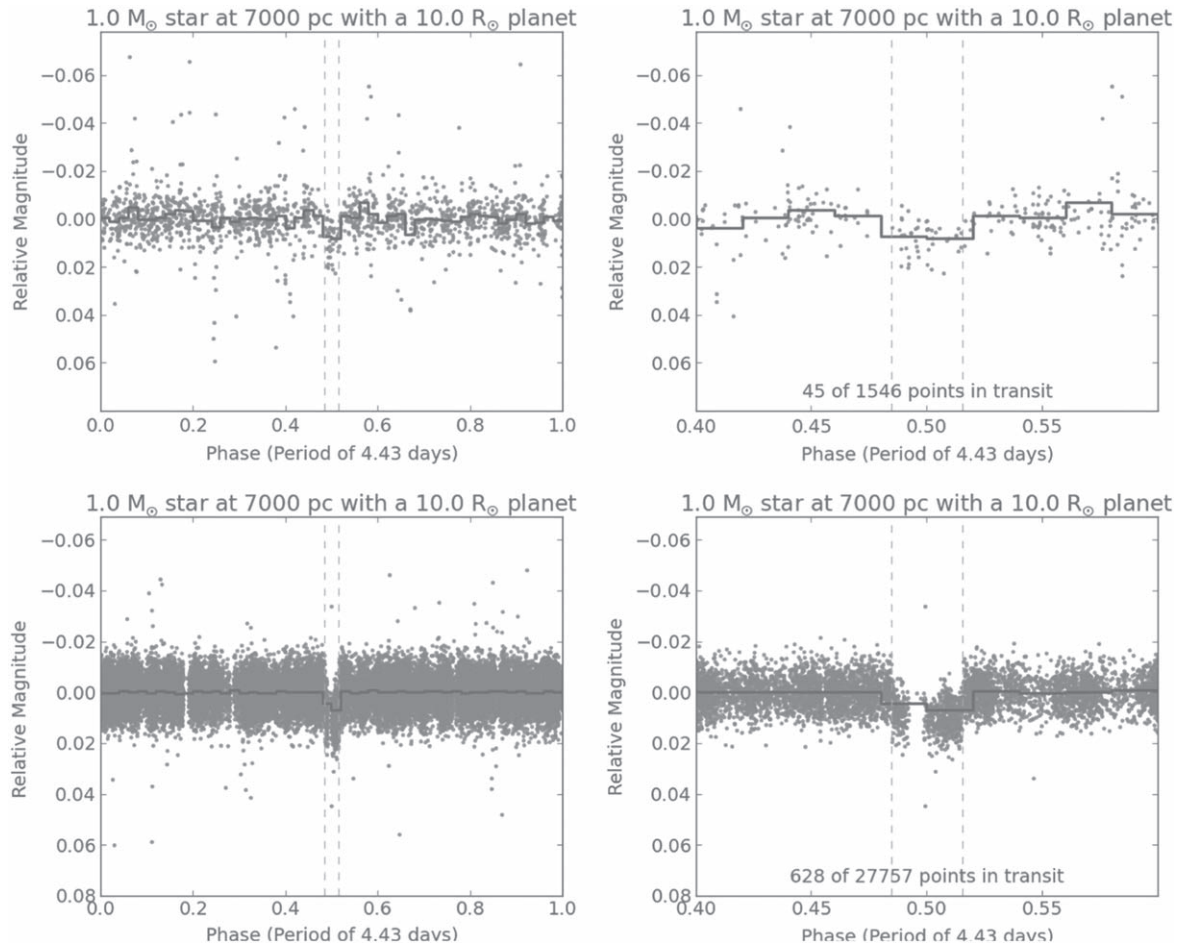 1.0 M☉ star at 7000 pc with a 10.0 R☉ planet
−0.06
−0.04
−0.02
0.00
0.02
0.04
0.06
Relative Magnitude
0.0 0.2 0.4 0.6 0.8 1.0
Phase (Period of 4.43 days)
1.0 M☉ star at 7000 pc with a 10.0 R☉ planet
−0.06
−0.04
−0.02
0.00
0.02
0.04
0.06
Relative Magnitude
45 of 1546 points in transit
0.40 0.45 0.50 0.55
Phase (Period of 4.43 days)
1.0 M☉ star at 7000 pc with a 10.0 R☉ planet
−0.06
−0.04
−0.02
0.00
0.02
0.04
0.06
0.08
Relative Magnitude
0.0 0.2 0.4 0.6 0.8 1.0
Phase (Period of 4.43 days)
1.0 M☉ star at 7000 pc with a 10.0 R☉ planet
−0.06
−0.04
−0.02
0.00
0.02
0.04
0.06
0.08
Relative Magnitude
628 of 27757 points in transit
0.40 0.45 0.50 0.55
Phase (Period of 4.43 days)